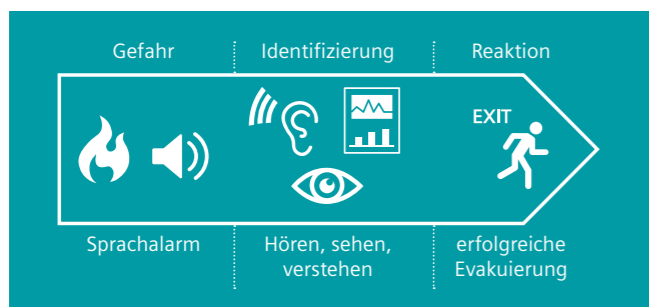 Gefahr
Identifizierung
Reaktion
EXIT
Sprachalarm
Hören, sehen,
verstehen
erfolgreiche
Evakuierung